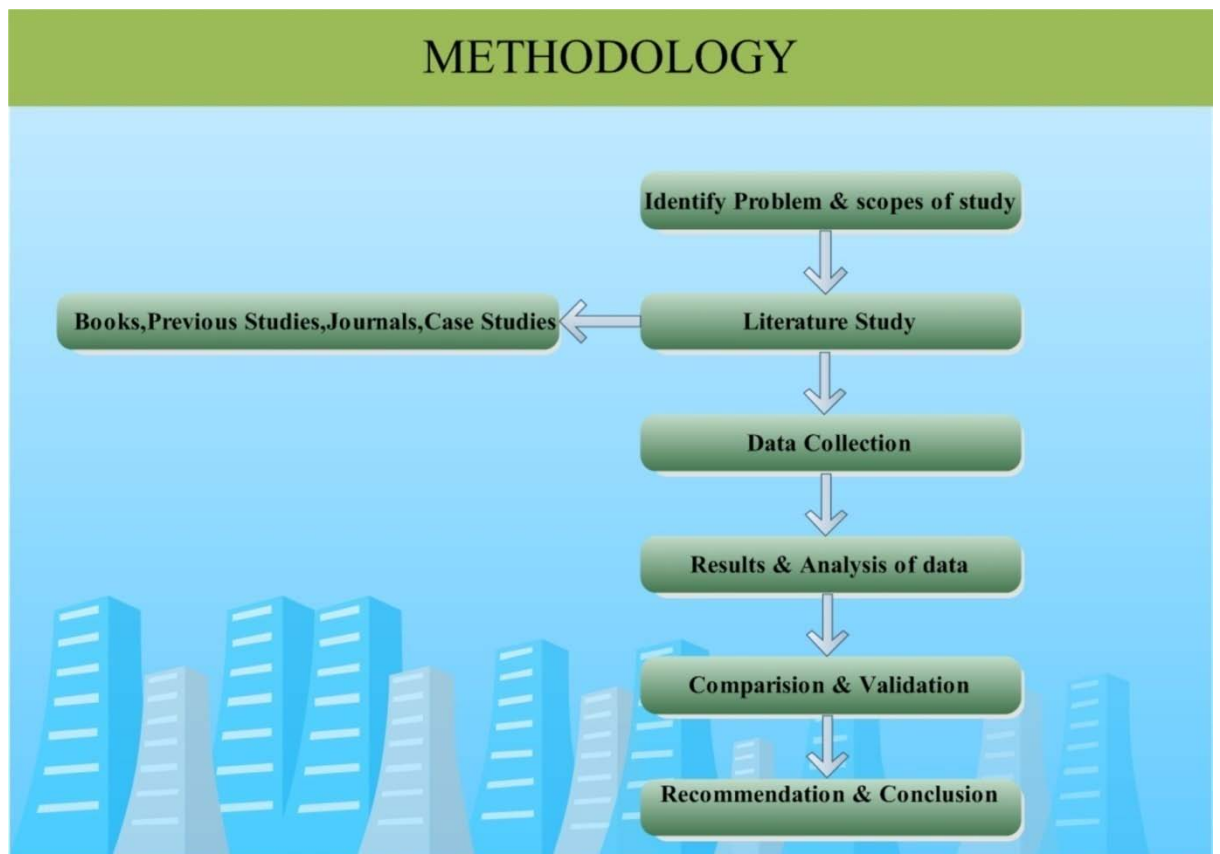 METHODOLOGY
Identify Problem & scopes of study
Books,Previous Studies,Journals,Case Studies
Literature Study
Data Collection
Results & Analysis of data
Comparision & Validation
Recommendation & Conclusion